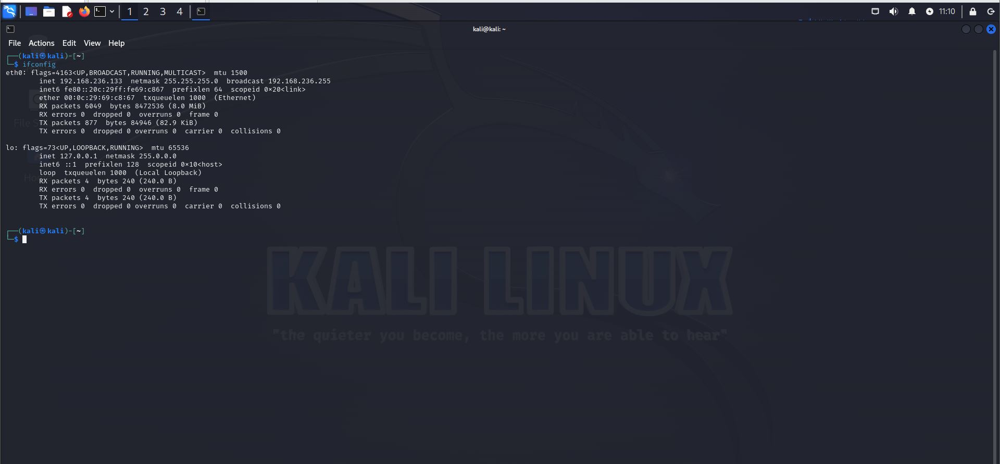 1 2 3 4 11:10
kali@kali: ~
File Actions Edit View Help
┌──(kali㉿kali)-[~]
└─$ ifconfig
eth0: flags=4163<UP,BROADCAST,RUNNING,MULTICAST>  mtu 1500
        inet 192.168.236.133  netmask 255.255.255.0  broadcast 192.168.236.255
        inet6 fe80::20c:29ff:fe69:c867  prefixlen 64  scopeid 0×20<link>
        ether 00:0c:29:69:c8:67  txqueuelen 1000  (Ethernet)
        RX packets 6049  bytes 8472536 (8.0 MiB)
        RX errors 0  dropped 0  overruns 0  frame 0
        TX packets 877  bytes 84946 (82.9 KiB)
        TX errors 0  dropped 0 overruns 0  carrier 0  collisions 0
lo: flags=73<UP,LOOPBACK,RUNNING>  mtu 65536
        inet 127.0.0.1  netmask 255.0.0.0
        inet6 ::1  prefixlen 128  scopeid 0×10<host>
        loop  txqueuelen 1000  (Local Loopback)
        RX packets 4  bytes 240 (240.0 B)
        RX errors 0  dropped 0  overruns 0  frame 0
        TX packets 4  bytes 240 (240.0 B)
        TX errors 0  dropped 0 overruns 0  carrier 0  collisions 0
┌──(kali㉿kali)-[~]
└─$
KALI LINUX
"the quieter you become, the more you are able to hear"
File